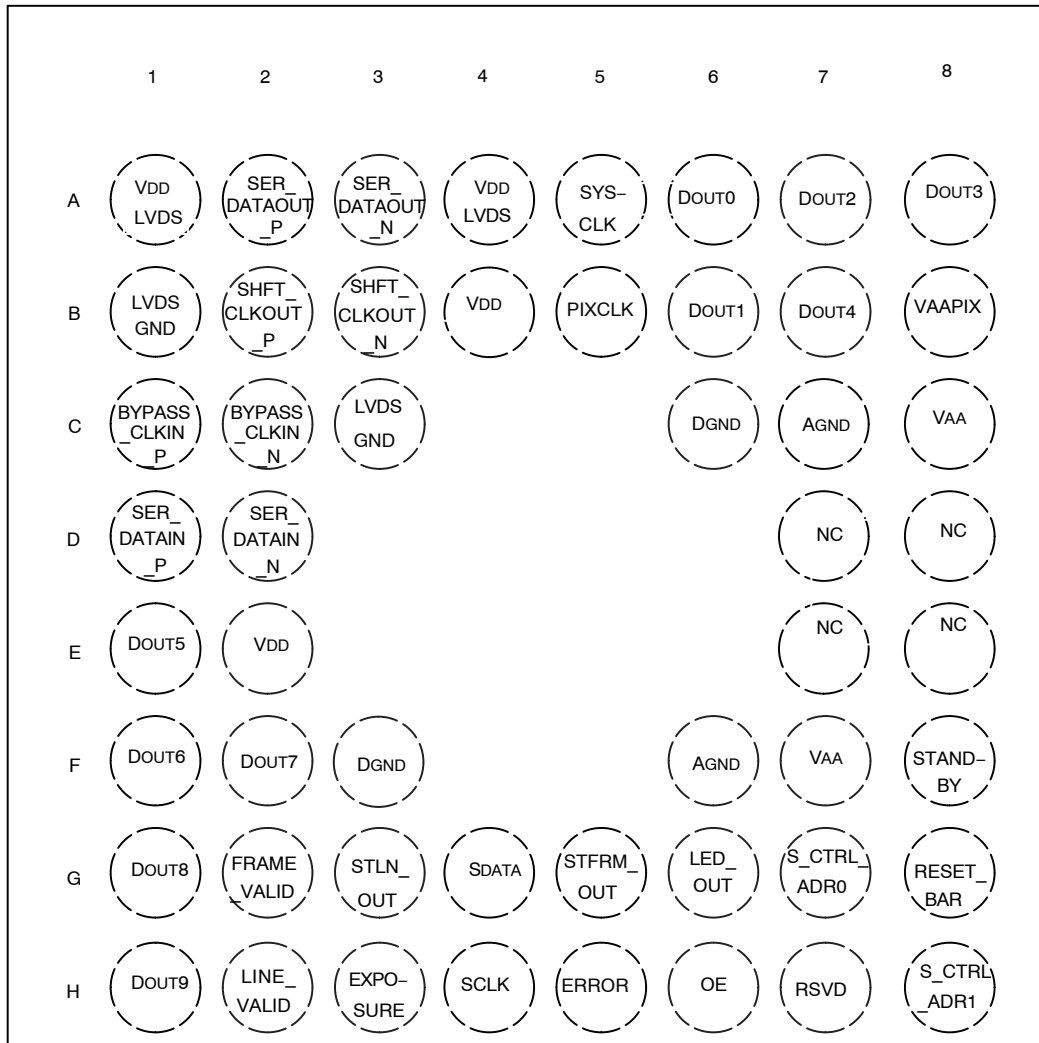 1 2 3 4 5 6 7 8
A
VDD
LVDS
SER_
DATAOUT
_P
SER_
DATAOUT
_N
VDD
LVDS
SYS–
CLK
DOUT0
DOUT2
DOUT3
B
LVDS
GND
SHFT_
CLKOUT
_P
SHFT_
CLKOUT
_N
VDD
PIXCLK
DOUT1
DOUT4
VAAPIX
C
BYPASS
_CLKIN
_P
BYPASS
_CLKIN
_N
LVDS
GND
DGND
AGND
VAA
D
SER_
DATAIN
_P
SER_
DATAIN
_N
NC
NC
E
DOUT5
VDD
NC
NC
F
DOUT6
DOUT7
DGND
AGND
VAA
STAND–
BY
G
DOUT8
FRAME
_VALID
STLN_
OUT
SDATA
STFRM_
OUT
LED_
OUT
S_CTRL_
ADR0
RESET_
BAR
H
DOUT9
LINE_
VALID
EXPO–
SURE
SCLK
ERROR
OE
RSVD
S_CTRL
_ADR1